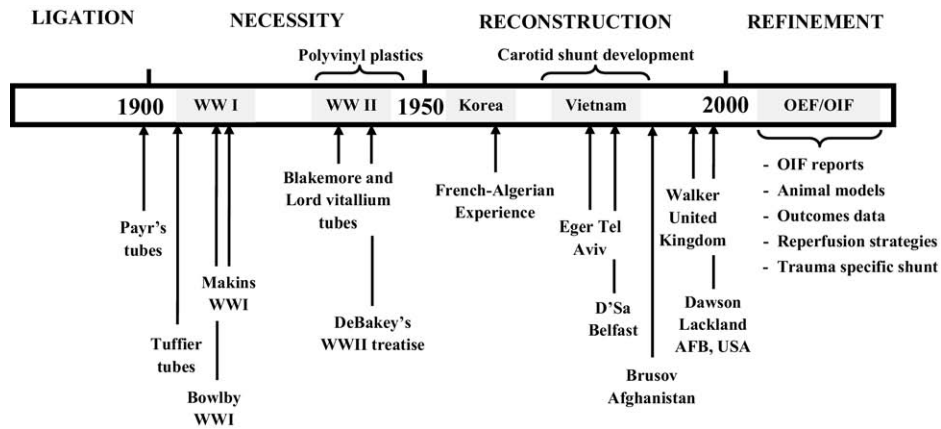 LIGATION
NECESSITY
RECONSTRUCTION
REFINEMENT
Polyvinyl plastics
Carotid shunt development
1900
WW I
WW II
1950
Korea
Vietnam
2000
OEF/OIF
Payr's
tubes
Tuffier
tubes
Makins
WWI
Bowlby
WWI
Blakemore and
Lord vitallium
tubes
DeBakey's
WWII treatise
French-Algerian
Experience
Eger Tel
Aviv
D'Sa
Belfast
Brusov
Afghanistan
Walker
United
Kingdom
Dawson
Lackland
AFB, USA
- OIF reports
- Animal models
- Outcomes data
- Reperfusion strategies
- Trauma specific shunt